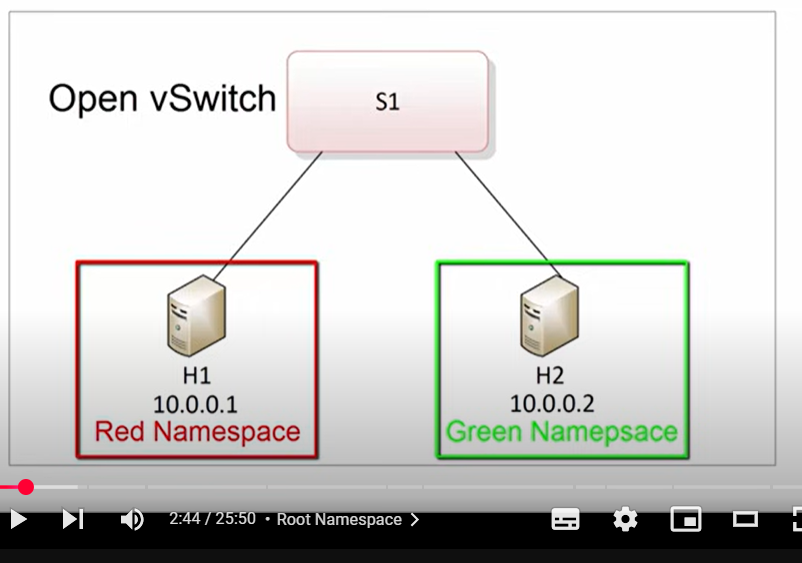 Open vSwitch
S1
H1
10.0.0.1
Red Namespace
H2
10.0.0.2
Green Namepsace
2:44 / 25:50 • Root Namespace